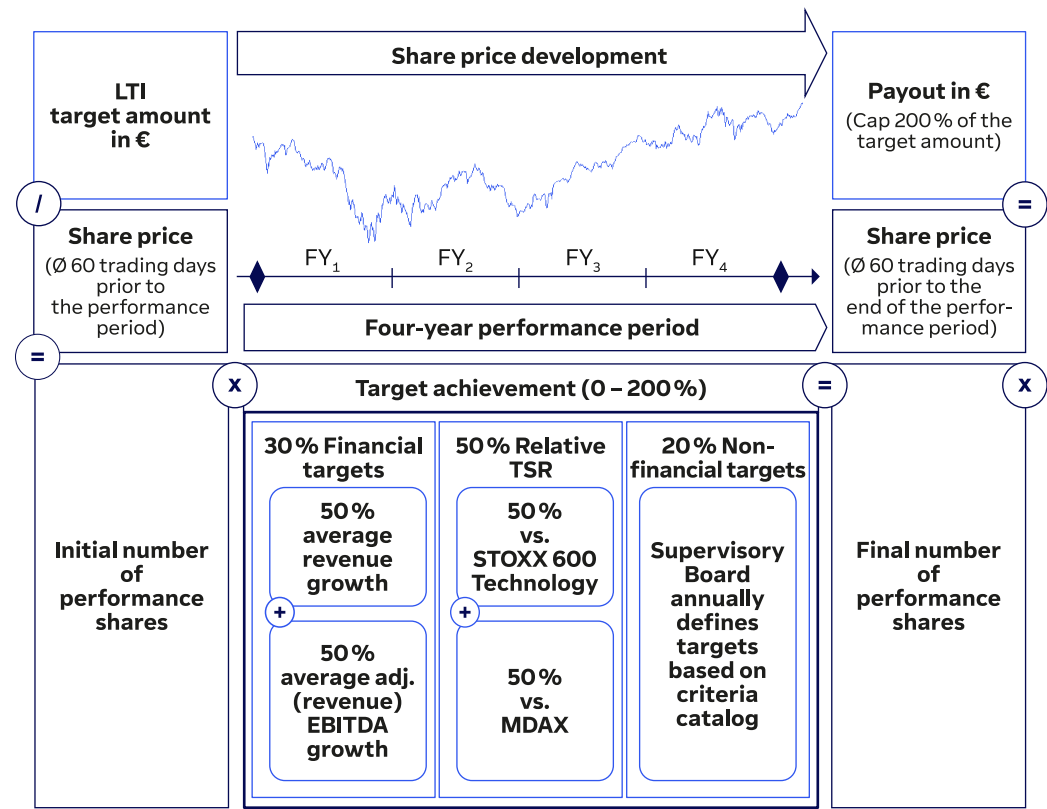 LTI
target amount
in €
/
Share price
(Ø 60 trading days
prior to
the performance
period)
=
Initial number
of
performance
shares
x
Share price development
FY1
FY2
FY3
FY4
Four-year performance period
Target achievement (0 – 200 %)
30 % Financial
targets
50 %
average
revenue
growth
+
50 %
average adj.
(revenue)
EBITDA
growth
50 % Relative
TSR
50 %
vs.
STOXX 600
Technology
+
50 %
vs.
MDAX
20 % Non-
financial targets
Supervisory
Board
annually
defines
targets
based on
criteria
catalog
=
Payout in €
(Cap 200 % of the
target amount)
=
Share price
(Ø 60 trading days
prior to the
end of the perfor-
mance period)
x
Final number
of
performance
shares